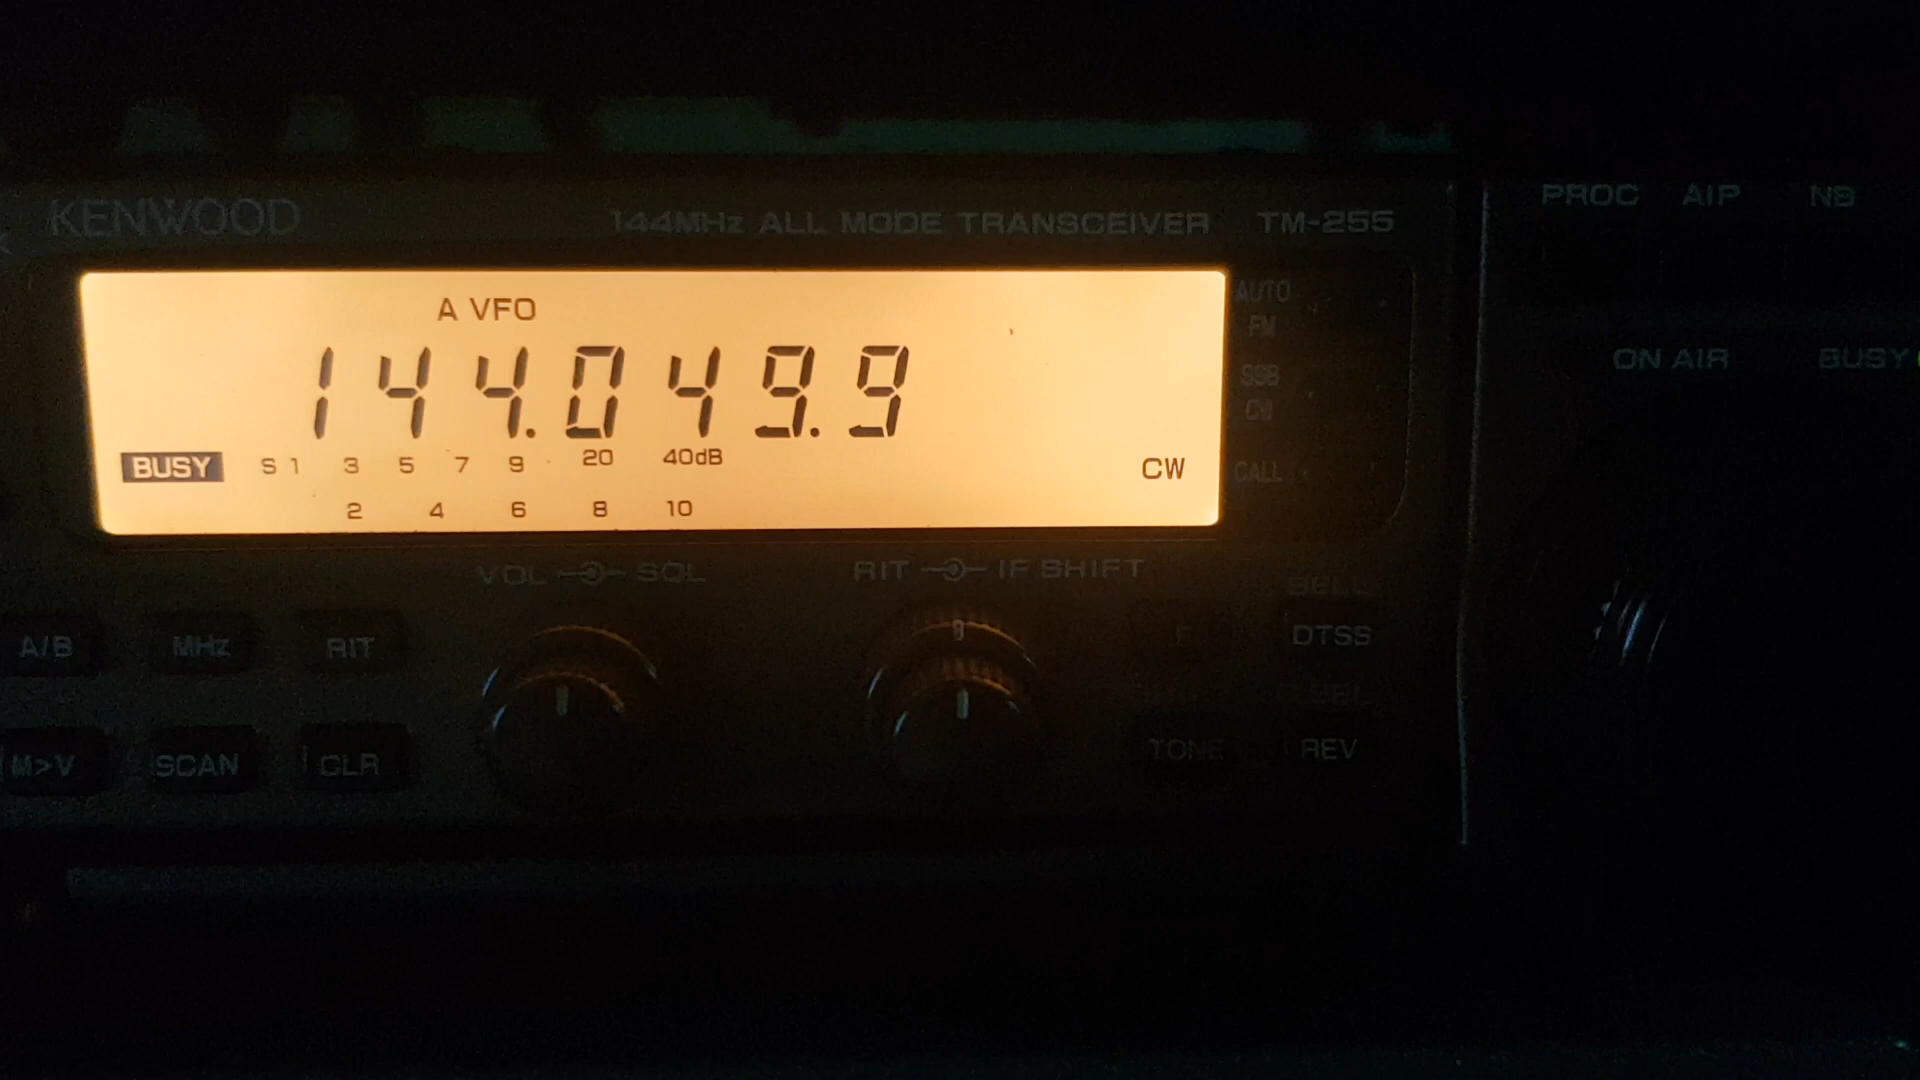 KENWOOD 144MHz ALL MODE TRANSCEIVER TM-255
PROC AIP NB
A VFO
144.049.9
BUSY S 1 3 5 7 9 20 40dB CW
2 4 6 8 10
AUTO
FM
SSB
CW
CALL
ON AIR BUSY
VOL SQL RIT IF SHIFT
BELL
A/B MHz RIT F DTSS
M>V SCAN CLR TONE REV